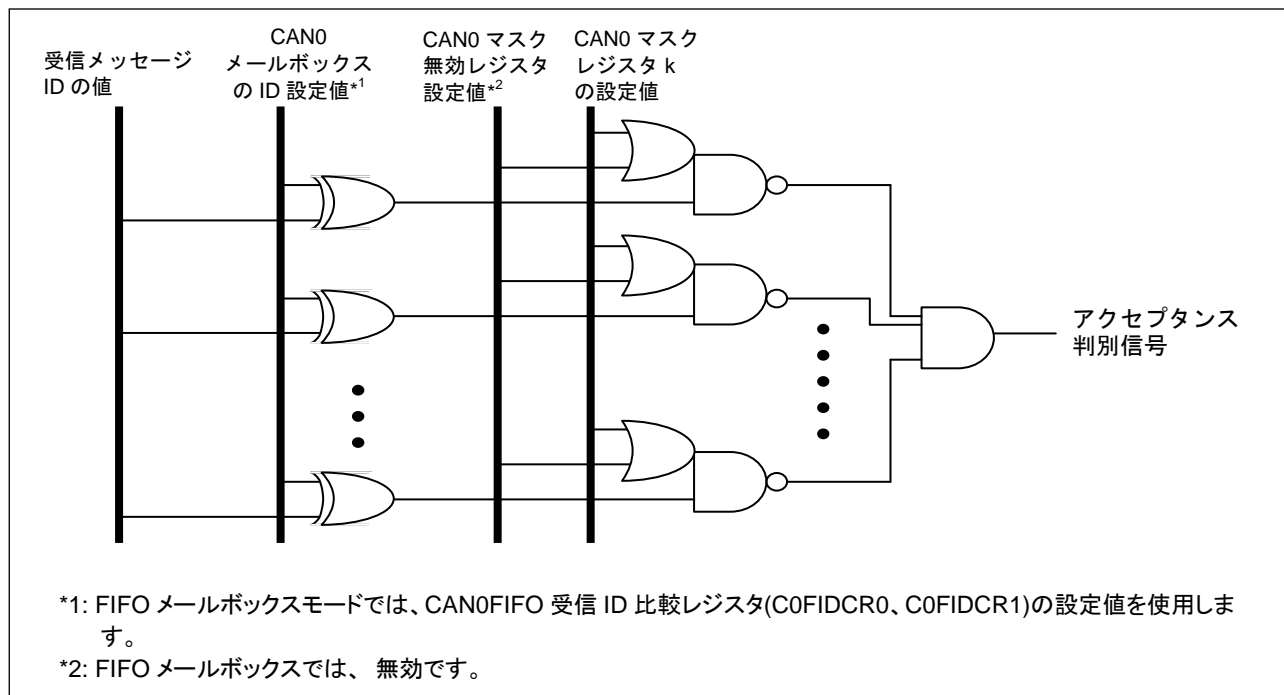 受信メッセージ
ID の値
CAN0
メールボックス
の ID 設定値*1
CAN0 マスク
無効レジスタ
設定値*2
CAN0 マスク
レジスタ k
の設定値
アクセプタンス
判別信号
*1: FIFO メールボックスモードでは、CAN0FIFO 受信 ID 比較レジスタ(C0FIDCR0、C0FIDCR1)の設定値を使用しま
す。
*2: FIFO メールボックスでは、 無効です。